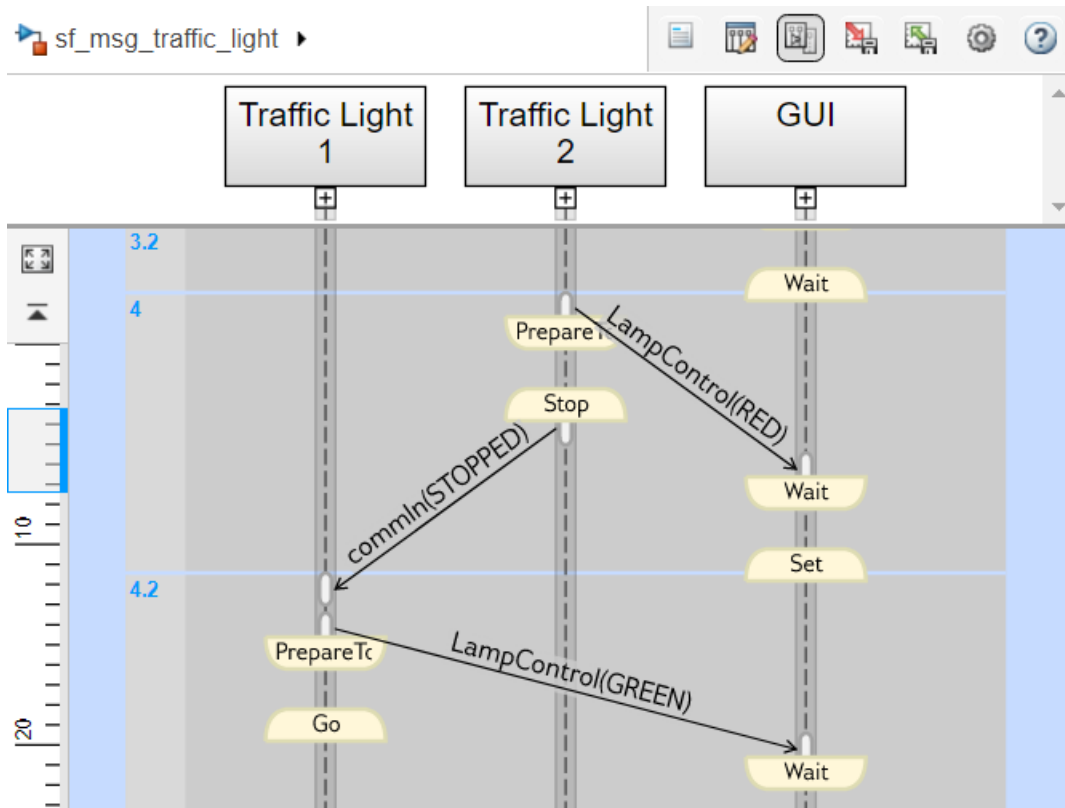 sf_msg_traffic_light
Traffic Light
1
Traffic Light
2
GUI
3.2
Wait
4
LampControl(RED)
Stop
commIn(STOPPED)
Wait
10
Set
4.2
LampControl(GREEN)
Go
20
Wait